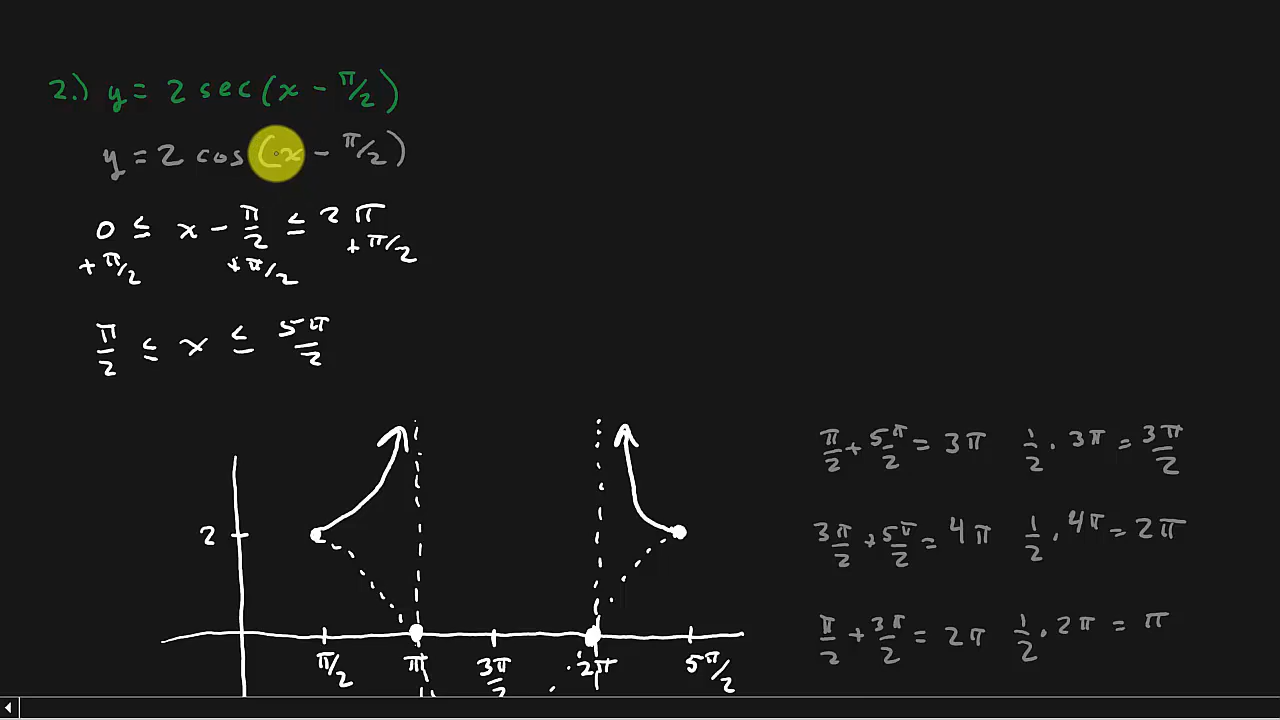 2.) y = 2 sec(x - π/2)
y = 2 cos(x - π/2)
0 ≤ x - π/2 ≤ 2π
+π/2 +π/2 +π/2
π/2 ≤ x ≤ 5π/2
π/2 + 5π/2 = 3π 1/2 · 3π = 3π/2
3π/2 + 5π/2 = 4π 1/2 · 4π = 2π
π/2 + 3π/2 = 2π 1/2 · 2π = π
2
π/2 π 3π/2 2π 5π/2